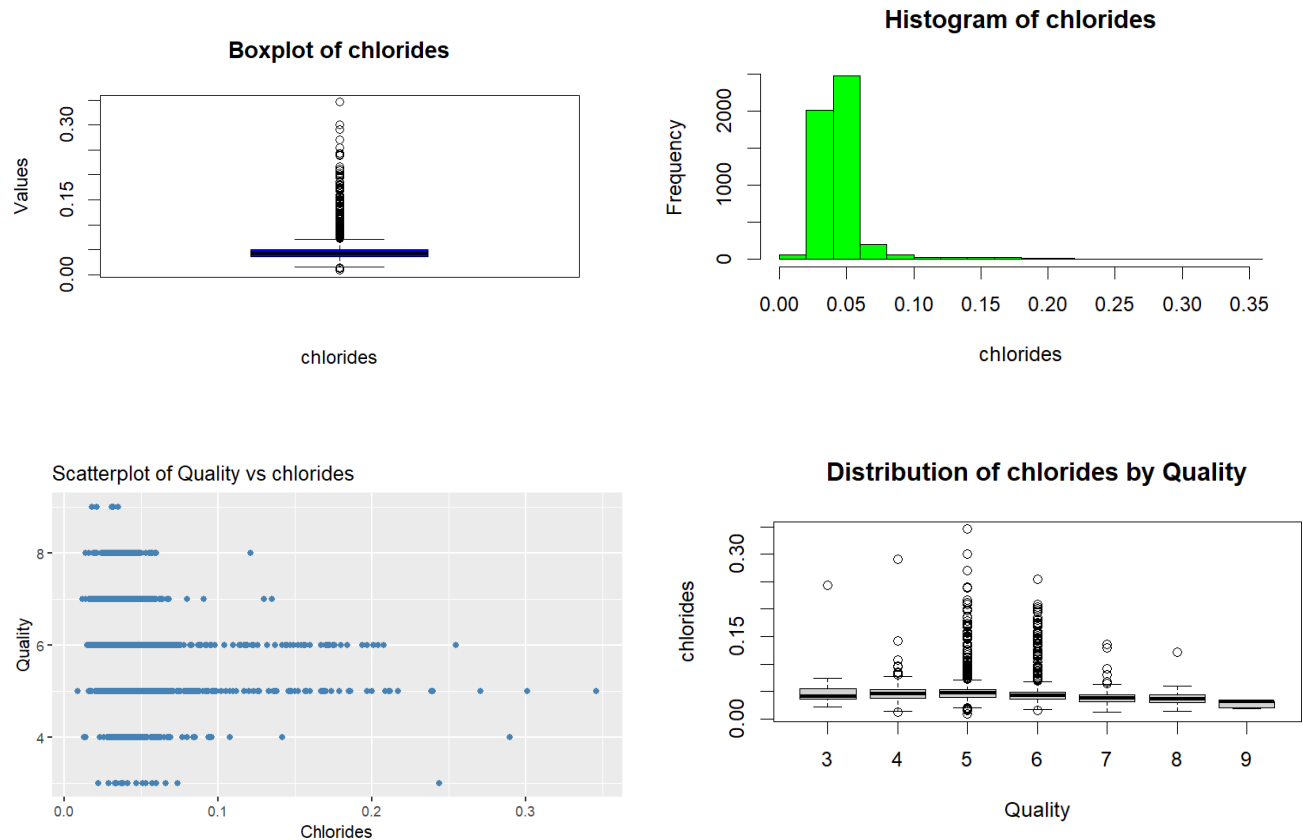 Boxplot of chlorides
Values
0.00 0.15 0.30
chlorides
Histogram of chlorides
Frequency
0 1000 2000
0.00 0.05 0.10 0.15 0.20 0.25 0.30 0.35
chlorides
Scatterplot of Quality vs chlorides
Quality
8
6
4
0.0 0.1 0.2 0.3
Chlorides
Distribution of chlorides by Quality
chlorides
0.00 0.15 0.30
3 4 5 6 7 8 9
Quality